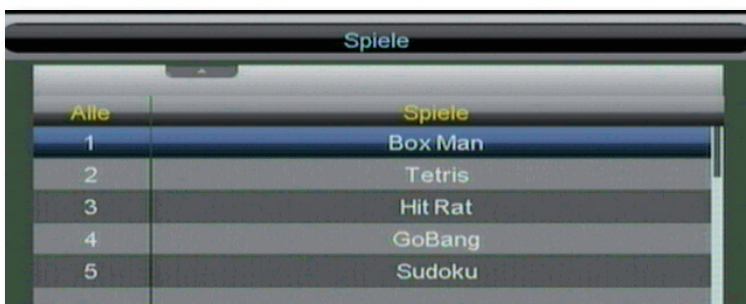 Spiele
Alle Spiele
1 Box Man
2 Tetris
3 Hit Rat
4 GoBang
5 Sudoku